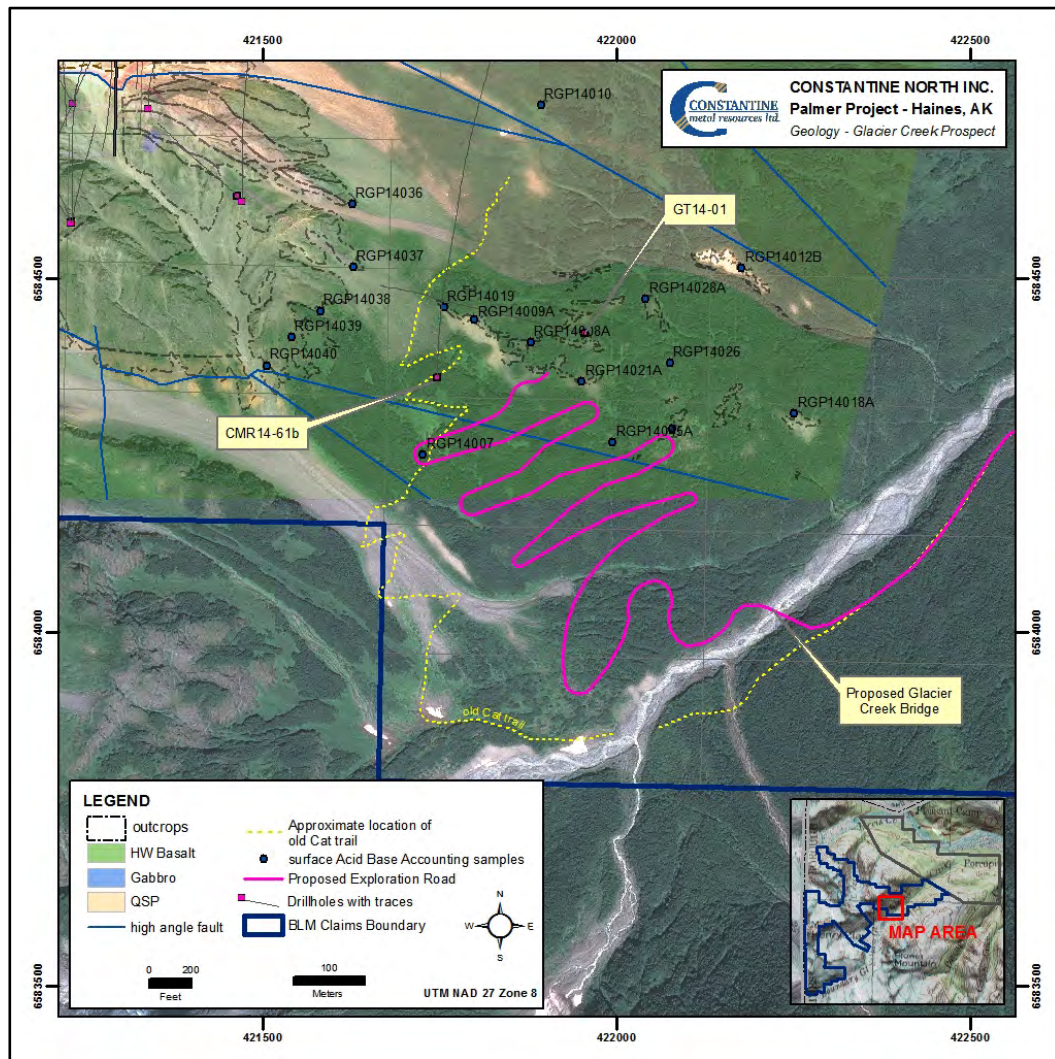 421500
422000
422500
CONSTANTINE
metal resources ltd.
CONSTANTINE NORTH INC.
Palmer Project - Haines, AK
Geology - Glacier Creek Prospect
RGP14010
RGP14036
GT14-01
RGP14037
RGP14012B
6584500
6584500
RGP14038
RGP14019
RGP14028A
RGP14009A
RGP14039
RGP14008A
RGP14040
RGP14026
RGP14021A
CMR14-61b
RGP14018A
RGP14007
6584000
6584000
Proposed Glacier
Creek Bridge
old Cat trail
LEGEND
outcrops
HW Basalt
Gabbro
QSP
high angle fault
Approximate location of
old Cat trail
surface Acid Base Accounting samples
Proposed Exploration Road
Drillholes with traces
BLM Claims Boundary
N
W
E
S
0 200
Feet
100
Meters
UTM NAD 27 Zone 8
MAP AREA
Mountain
6583500
6583500
421500
422000
422500